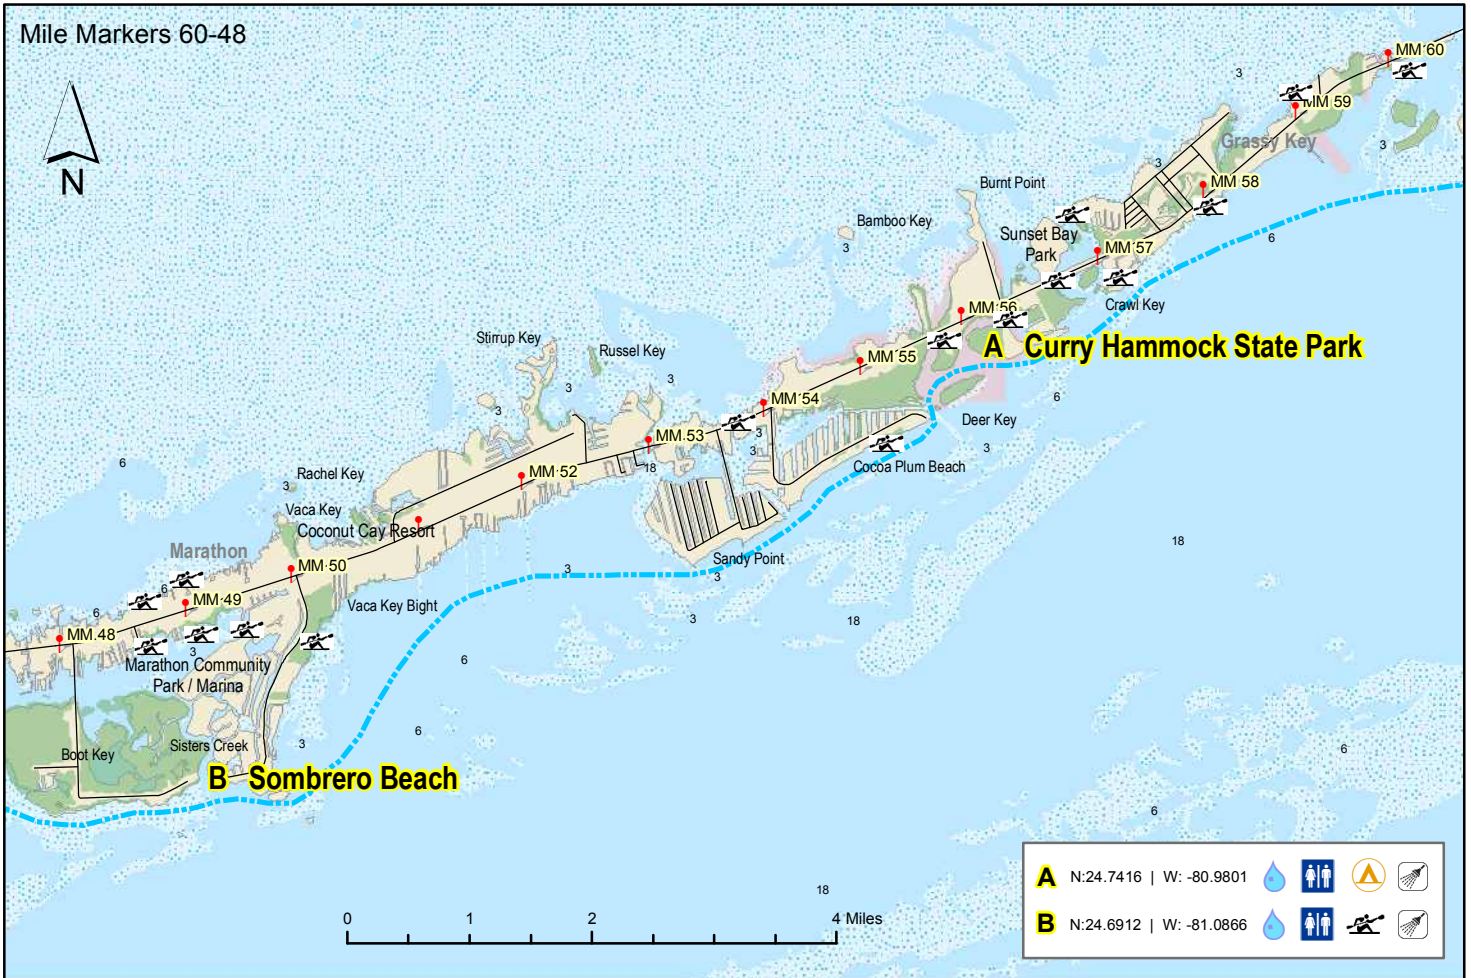 Mile Markers 60-48
N
MM 60
3
MM 59
3
Grassy Key
3
MM 58
Burnt Point
Bamboo Key
3
Sunset Bay
Park
6
MM 57
Crawl Key
MM 56
A Curry Hammock State Park
Stirrup Key
Russel Key
MM 55
3
3
3
6
MM 54
Deer Key
3
MM 53
3
3
18
Cocoa Plum Beach
6
Rachel Key
3
MM 52
Vaca Key
Coconut Cay Resort
Marathon
18
Sandy Point
3
3
MM 50
6
MM 49
6
Vaca Key Bight
3
18
MM 48
3
Marathon Community
Park / Marina
6
6
3
Boot Key
Sisters Creek
6
B Sombrero Beach
6
18
0 1 2 4 Miles
A N:24.7416 | W: -80.9801
B N:24.6912 | W: -81.0866